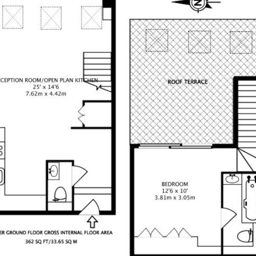 CEPTION ROOM/OPEN PLAN KITCHEN
25' x 14'6
7.62m x 4.42m
ER GROUND FLOOR GROSS INTERNAL FLOOR AREA
362 SQ FT/33.65 SQ M
ROOF TERRACE
BEDROOM
12'6 x 10'
3.81m x 3.05m